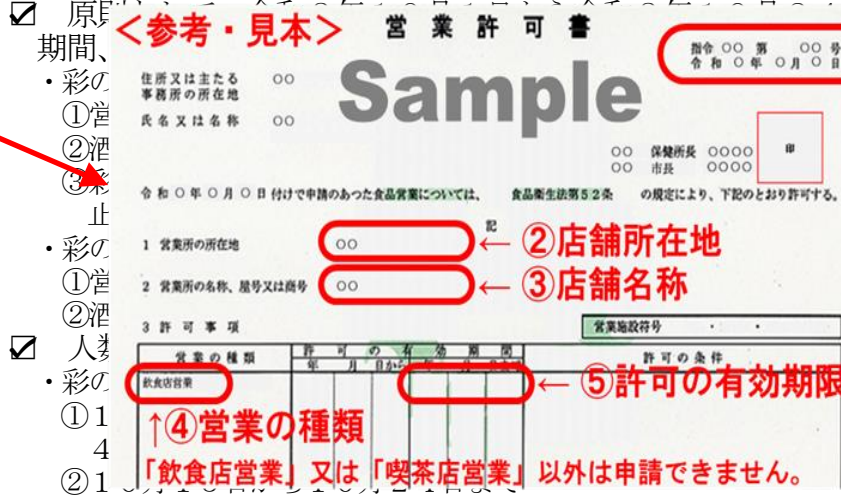 ☑ 原
<参考・見本>
営 業 許 可 書
期間、
指令 ○○ 第 ○○ 号
令 和 ○ 年 ○ 月 ○ 日
・彩の
住所又は主たる
事務所の所在地 ○○
①営
Sample
氏 名 又 は 名 称 ○○
②酒
○○ 保健所長 ○○○○ 印
○○ 市長 ○○○○
③彩
令 和 ○ 年 ○ 月 ○ 日 付けで申請のあつた食品営業については、 食品衛生法第52条 の規定により、下記のとおり許可する。
止
記
・彩の
1 営業所の所在地 ○○ ← ②店舗所在地
①営
2 営業所の名称、屋号又は商号 ○○ ← ③店舗名称
②酒
3 許 可 事 項 営業施設符号 ・ ・
☑ 人
営 業 の 種 類 許 可 の 有 効 期 間 許 可 の 条 件
年 月 日から
・彩の
飲食店営業 ← ⑤許可の有効期限
①1
↑④営業の種類
4
「飲食店営業」又は「喫茶店営業」以外は申請できません。
②1